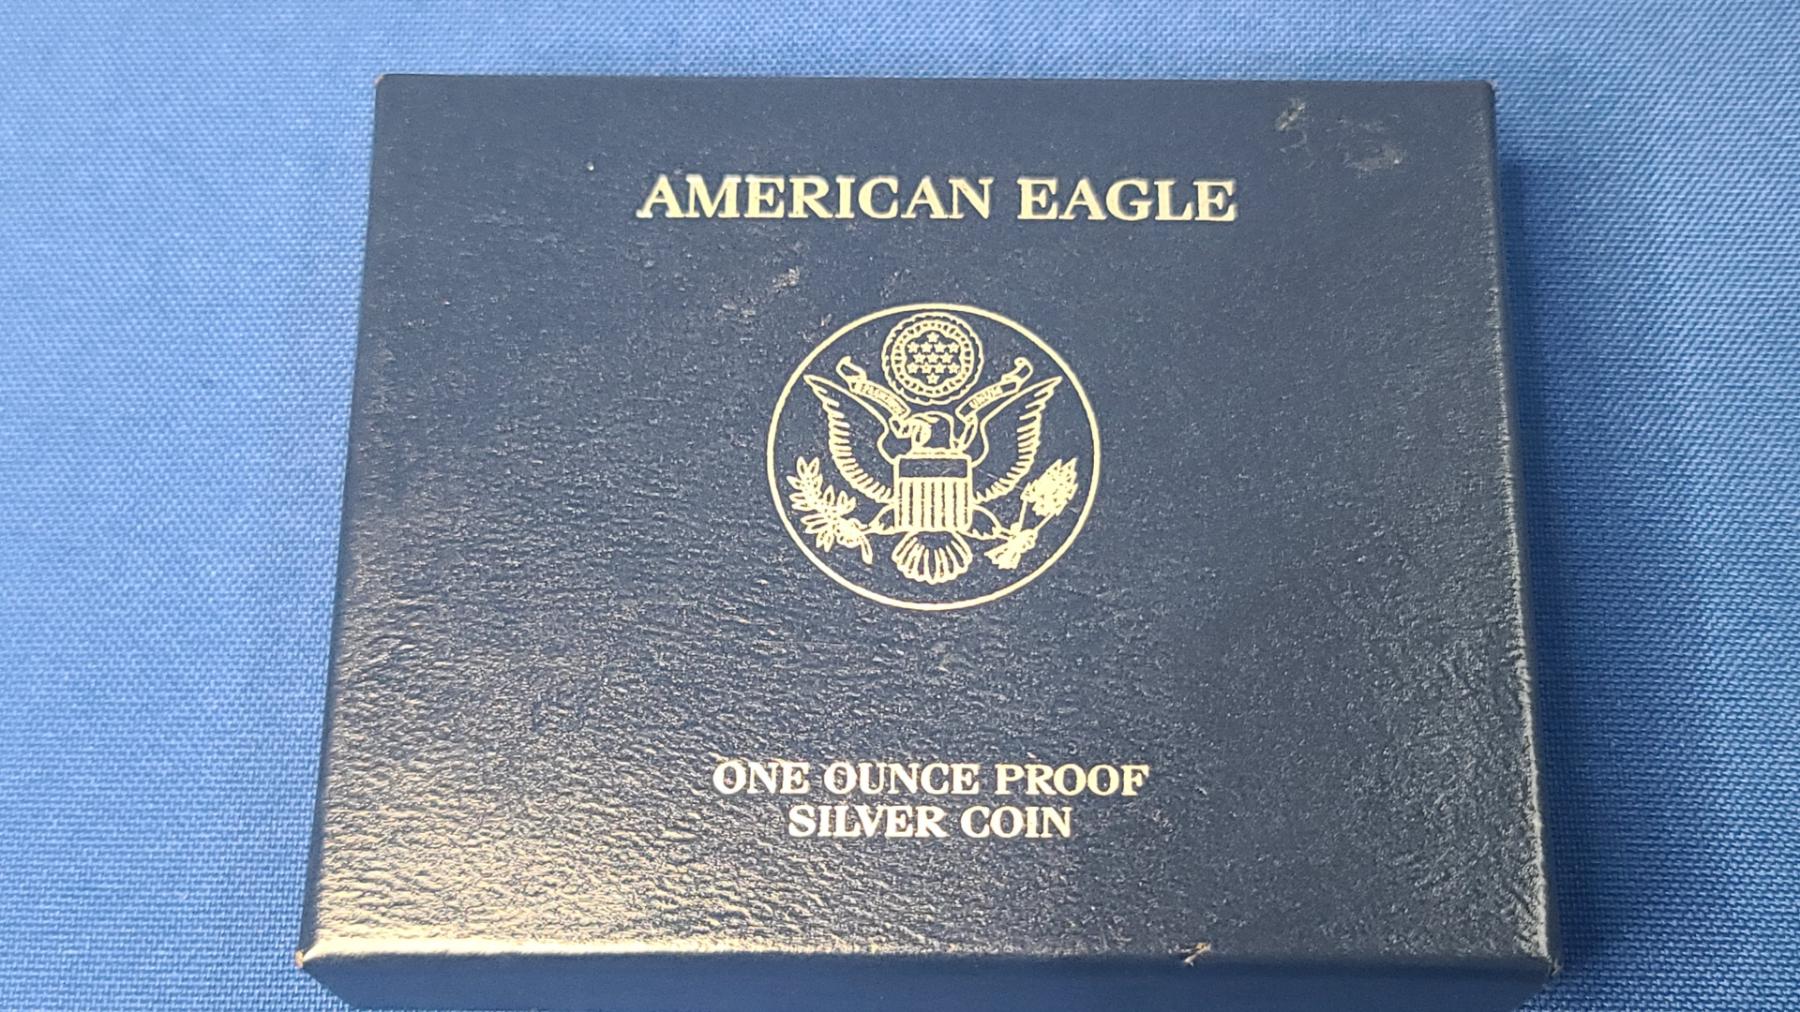 AMERICAN EAGLE
ONE OUNCE PROOF
SILVER COIN